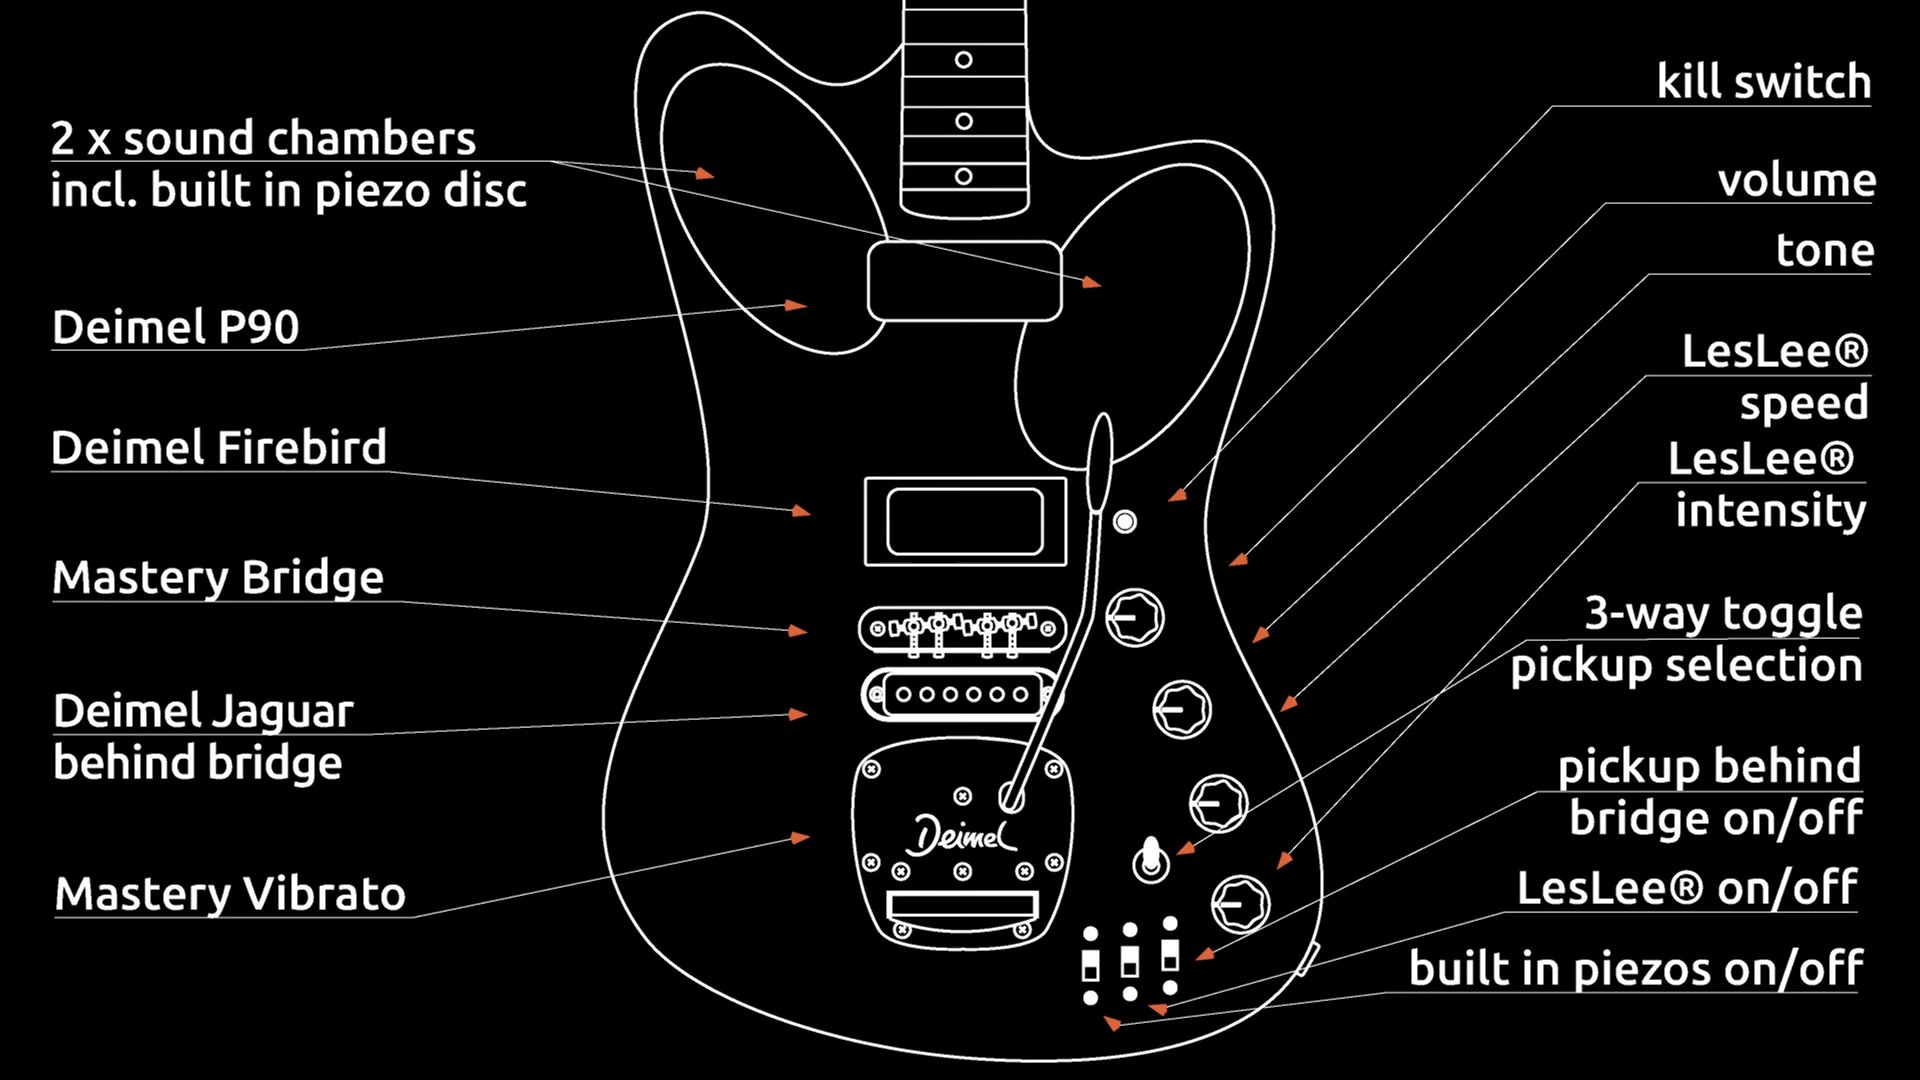 2 x sound chambers
incl. built in piezo disc
Deimel P90
Deimel Firebird
Mastery Bridge
Deimel Jaguar
behind bridge
Mastery Vibrato
Deimel
kill switch
volume
tone
LesLee®
speed
LesLee®
intensity
3-way toggle
pickup selection
pickup behind
bridge on/off
LesLee® on/off
built in piezos on/off